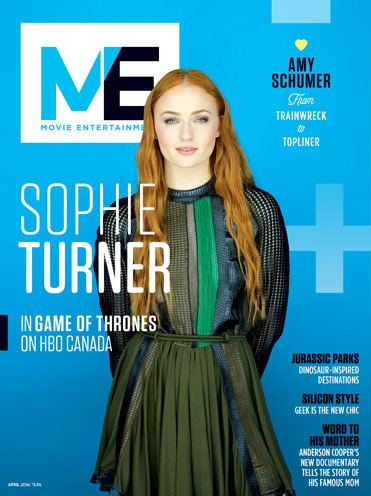 ME
MOVIE ENTERTAINME
AMY
SCHUMER
From
TRAINWRECK
to
TOPLINER
SOPHIE
TURNER
IN GAME OF THRONES
ON HBO CANADA
JURASSIC PARKS
DINOSAUR-INSPIRED
DESTINATIONS
SILICON STYLE
GEEK IS THE NEW CHIC
WORD TO
HIS MOTHER
ANDERSON COOPER'S
NEW DOCUMENTARY
TELLS THE STORY OF
HIS FAMOUS MOM
APRIL 2016 $5.95